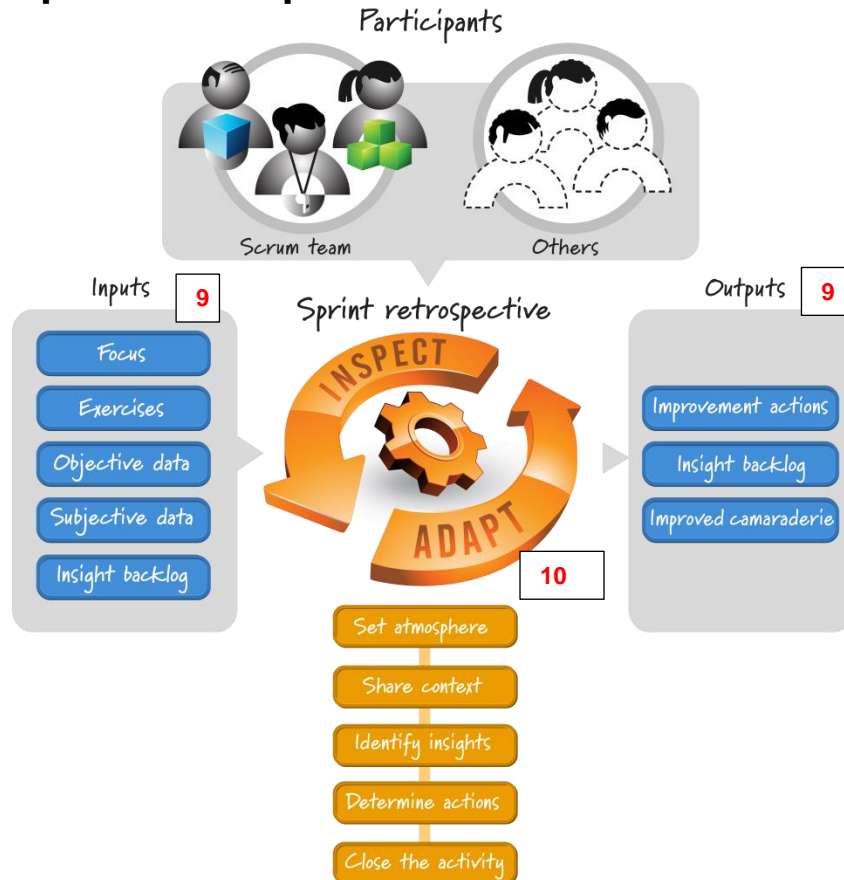 Participants
Scrum team
Others
Inputs
9
Focus
Exercises
Objective data
Subjective data
Insight backlog
Sprint retrospective
INSPECT
ADAPT
10
Set atmosphere
Share context
Identify insights
Determine actions
Close the activity
Outputs
9
Improvement actions
Insight backlog
Improved camaraderie